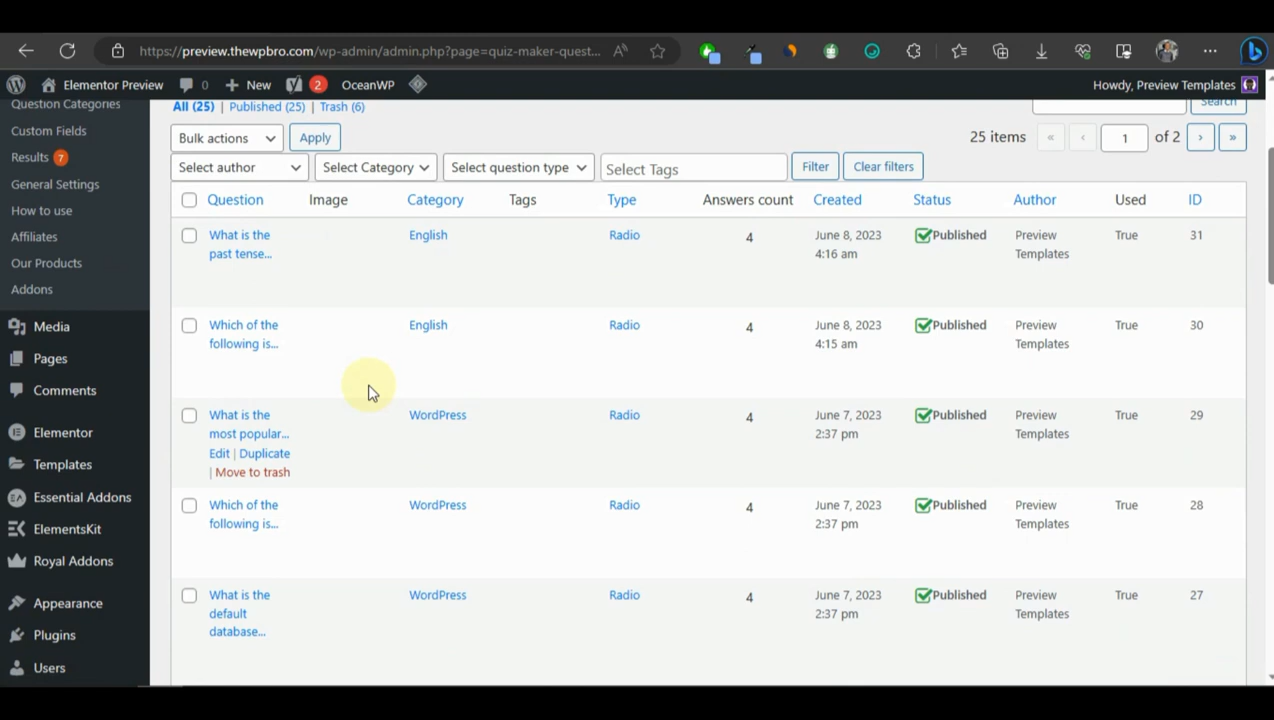 https://preview.thewpbro.com/wp-admin/admin.php?page=quiz-maker-quest...
Elementor Preview 0 New 2 OceanWP Howdy, Preview Templates
Question Categories
Custom Fields
Results 7
General Settings
How to use
Affiliates
Our Products
Addons
Media
Pages
Comments
Elementor
Templates
Essential Addons
ElementsKit
Royal Addons
Appearance
Plugins
Users
All (25) | Published (25) | Trash (6)
Search
Bulk actions Apply 25 items « ‹ 1 of 2 › »
Select author Select Category Select question type Select Tags Filter Clear filters
Question Image Category Tags Type Answers count Created Status Author Used ID
What is the English Radio 4 June 8, 2023 Published Preview True 31
past tense... 4:16 am Templates
Which of the English Radio 4 June 8, 2023 Published Preview True 30
following is... 4:15 am Templates
What is the WordPress Radio 4 June 7, 2023 Published Preview True 29
most popular... 2:37 pm Templates
Edit | Duplicate
| Move to trash
Which of the WordPress Radio 4 June 7, 2023 Published Preview True 28
following is... 2:37 pm Templates
What is the WordPress Radio 4 June 7, 2023 Published Preview True 27
default 2:37 pm Templates
database...